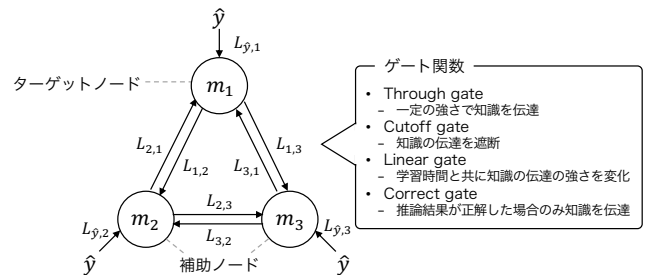 ŷ
L_{ŷ,1}
ターゲットノード
m_1
L_{2,1}
L_{1,2}
L_{3,1}
L_{1,3}
L_{2,3}
L_{3,2}
m_2
m_3
L_{ŷ,2}
L_{ŷ,3}
ŷ
補助ノード
ŷ
ゲート関数
• Through gate
– 一定の強さで知識を伝達
• Cutoff gate
– 知識の伝達を遮断
• Linear gate
– 学習時間と共に知識の伝達の強さを変化
• Correct gate
– 推論結果が正解した場合のみ知識を伝達